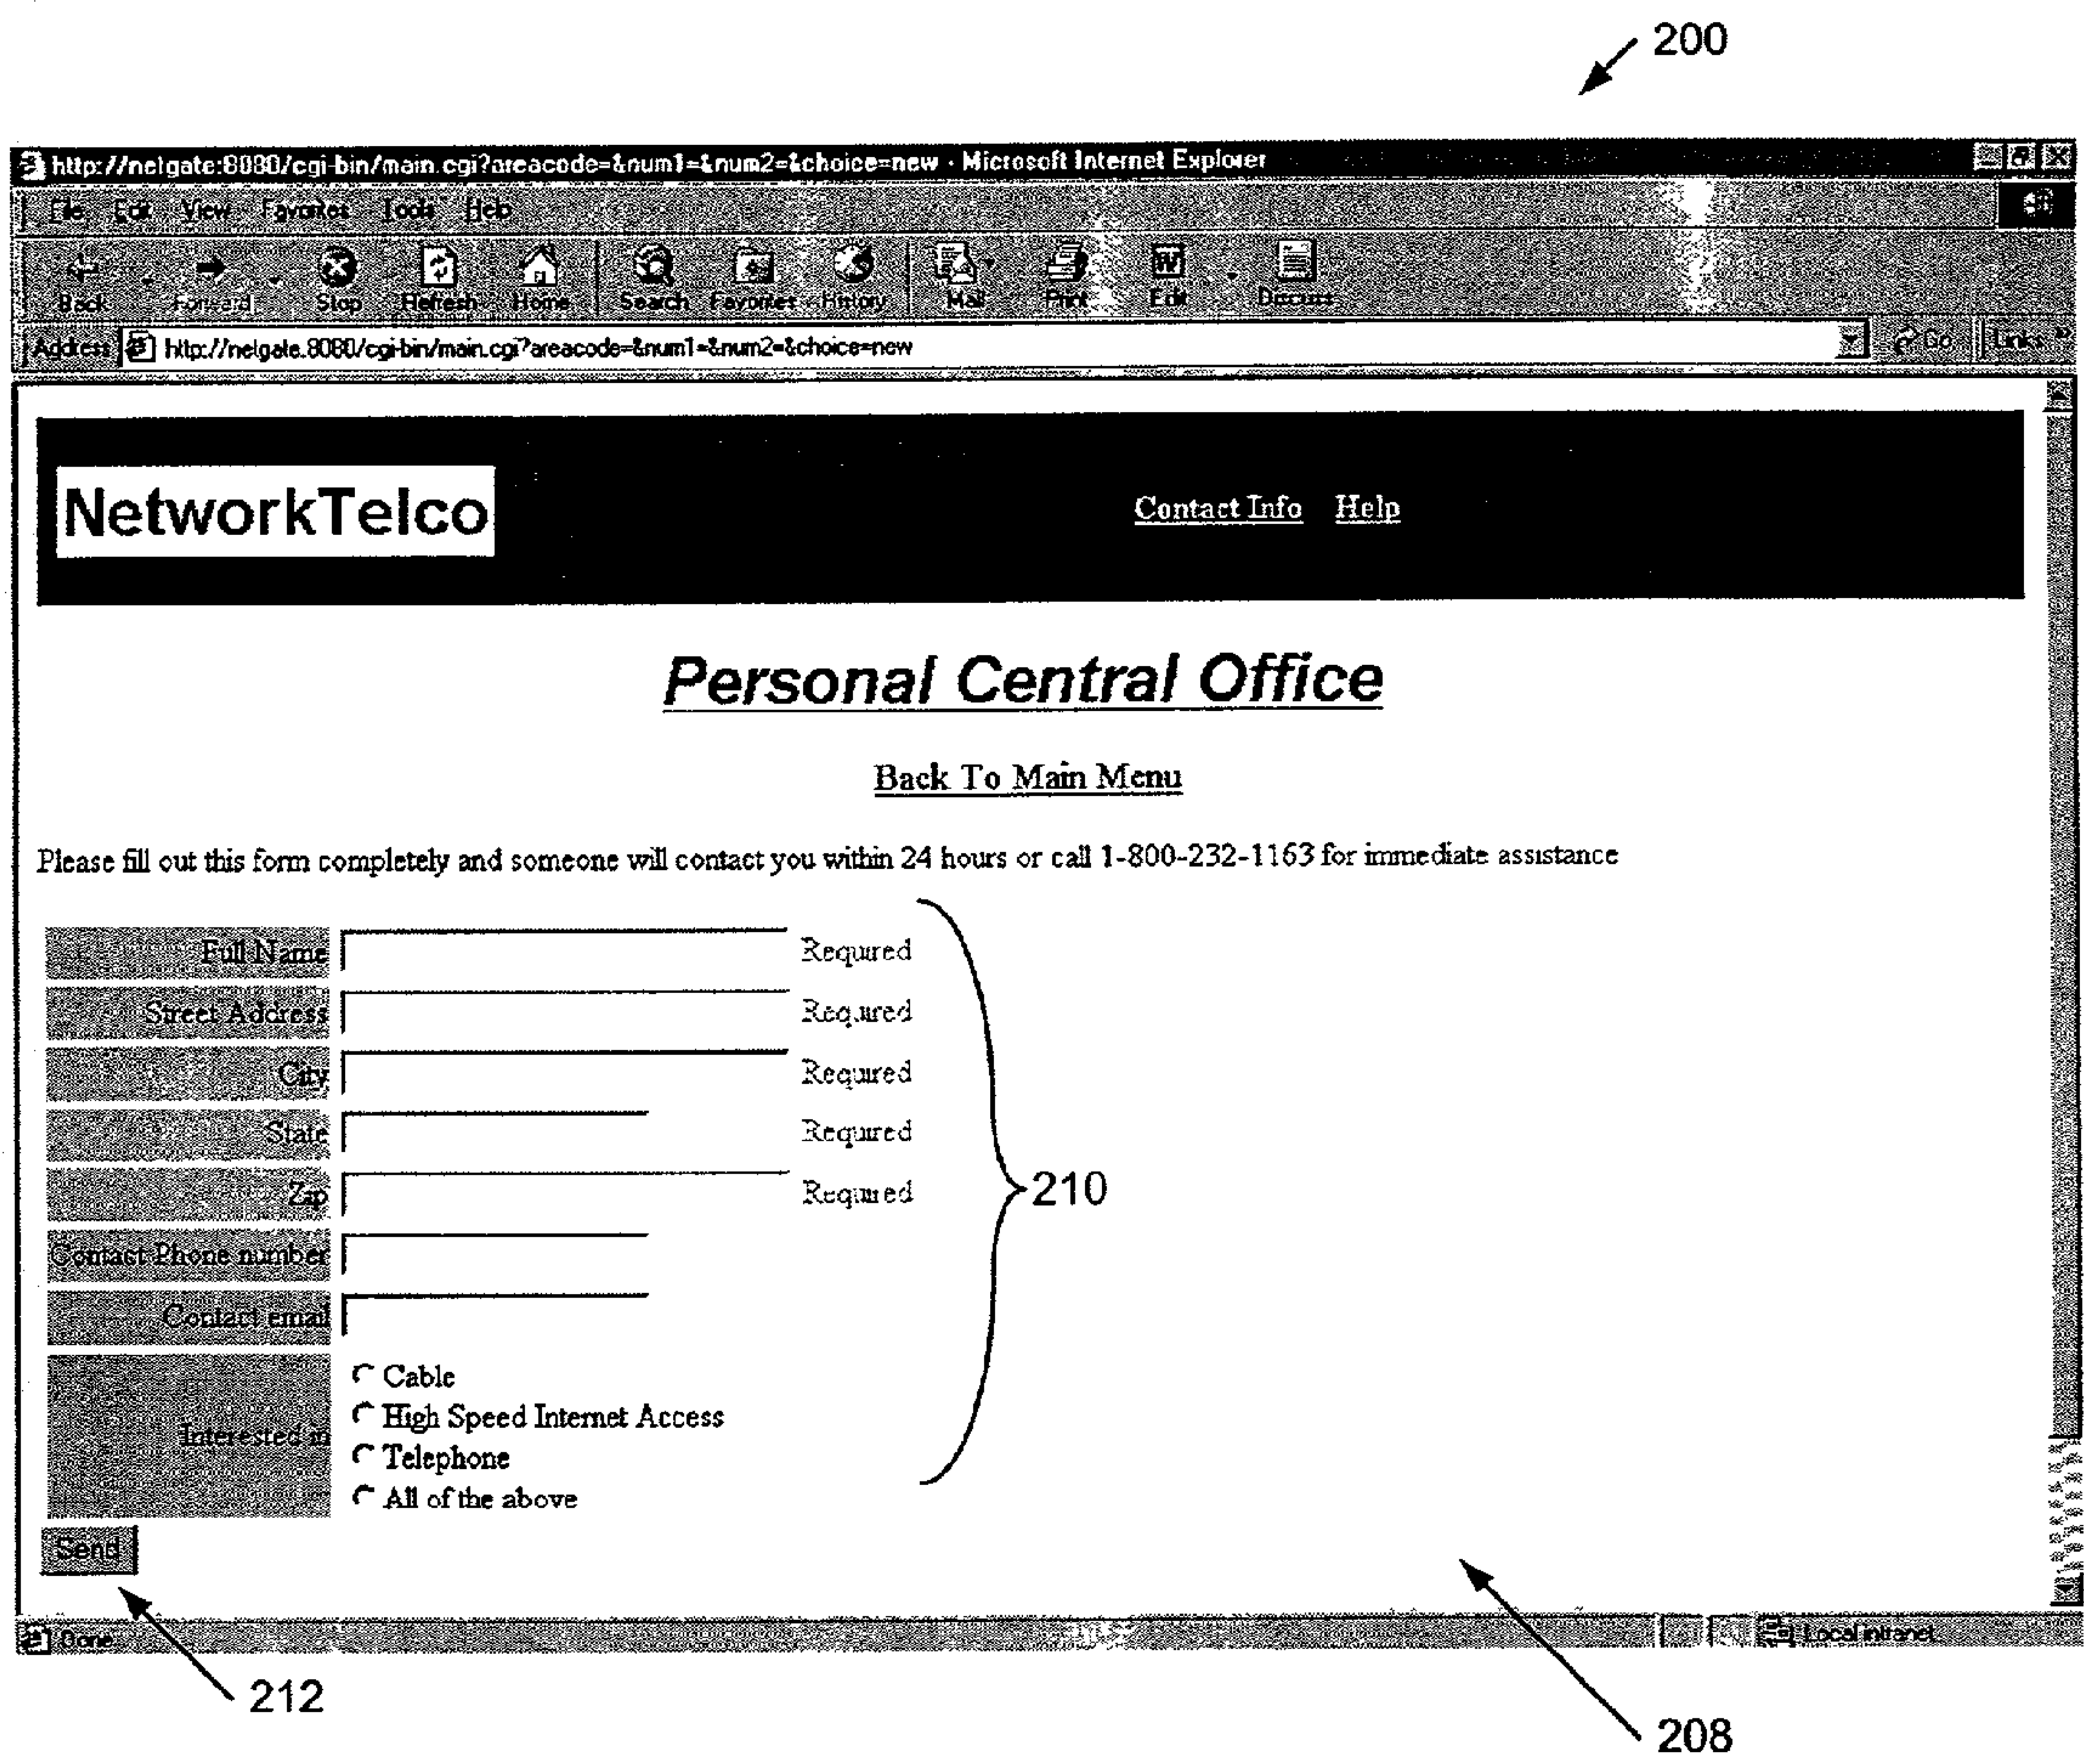 200
http://netgate:8080/cgi-bin/main.cgi?areacode=&num1=&num2=&choice=new - Microsoft Internet Explorer
File Edit View Favorites Tools Help
Back Forward Stop Refresh Home Search Favorites History Mail Print Edit Discuss
Address http://netgate.8080/cgi-bin/main.cgi?areacode=&num1=&num2=&choice=new Go Links »
NetworkTelco Contact Info Help
Personal Central Office
Back To Main Menu
Please fill out this form completely and someone will contact you within 24 hours or call 1-800-232-1163 for immediate assistance
Full Name Required
Street Address Required
City Required
State Required
Zip Required
210
Contact Phone number
Contact email
Interested in
Cable
High Speed Internet Access
Telephone
All of the above
Send
Done Local intranet
212
208